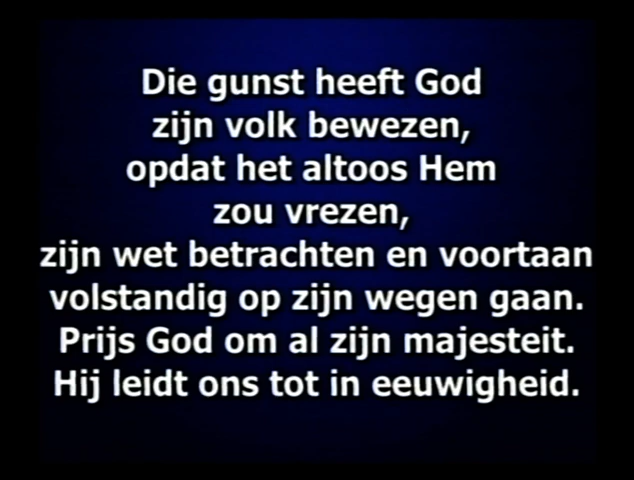 Die gunst heeft God
zijn volk bewezen,
opdat het altoos Hem
zou vrezen,
zijn wet betrachten en voortaan
volstandig op zijn wegen gaan.
Prijs God om al zijn majesteit.
Hij leidt ons tot in eeuwigheid.